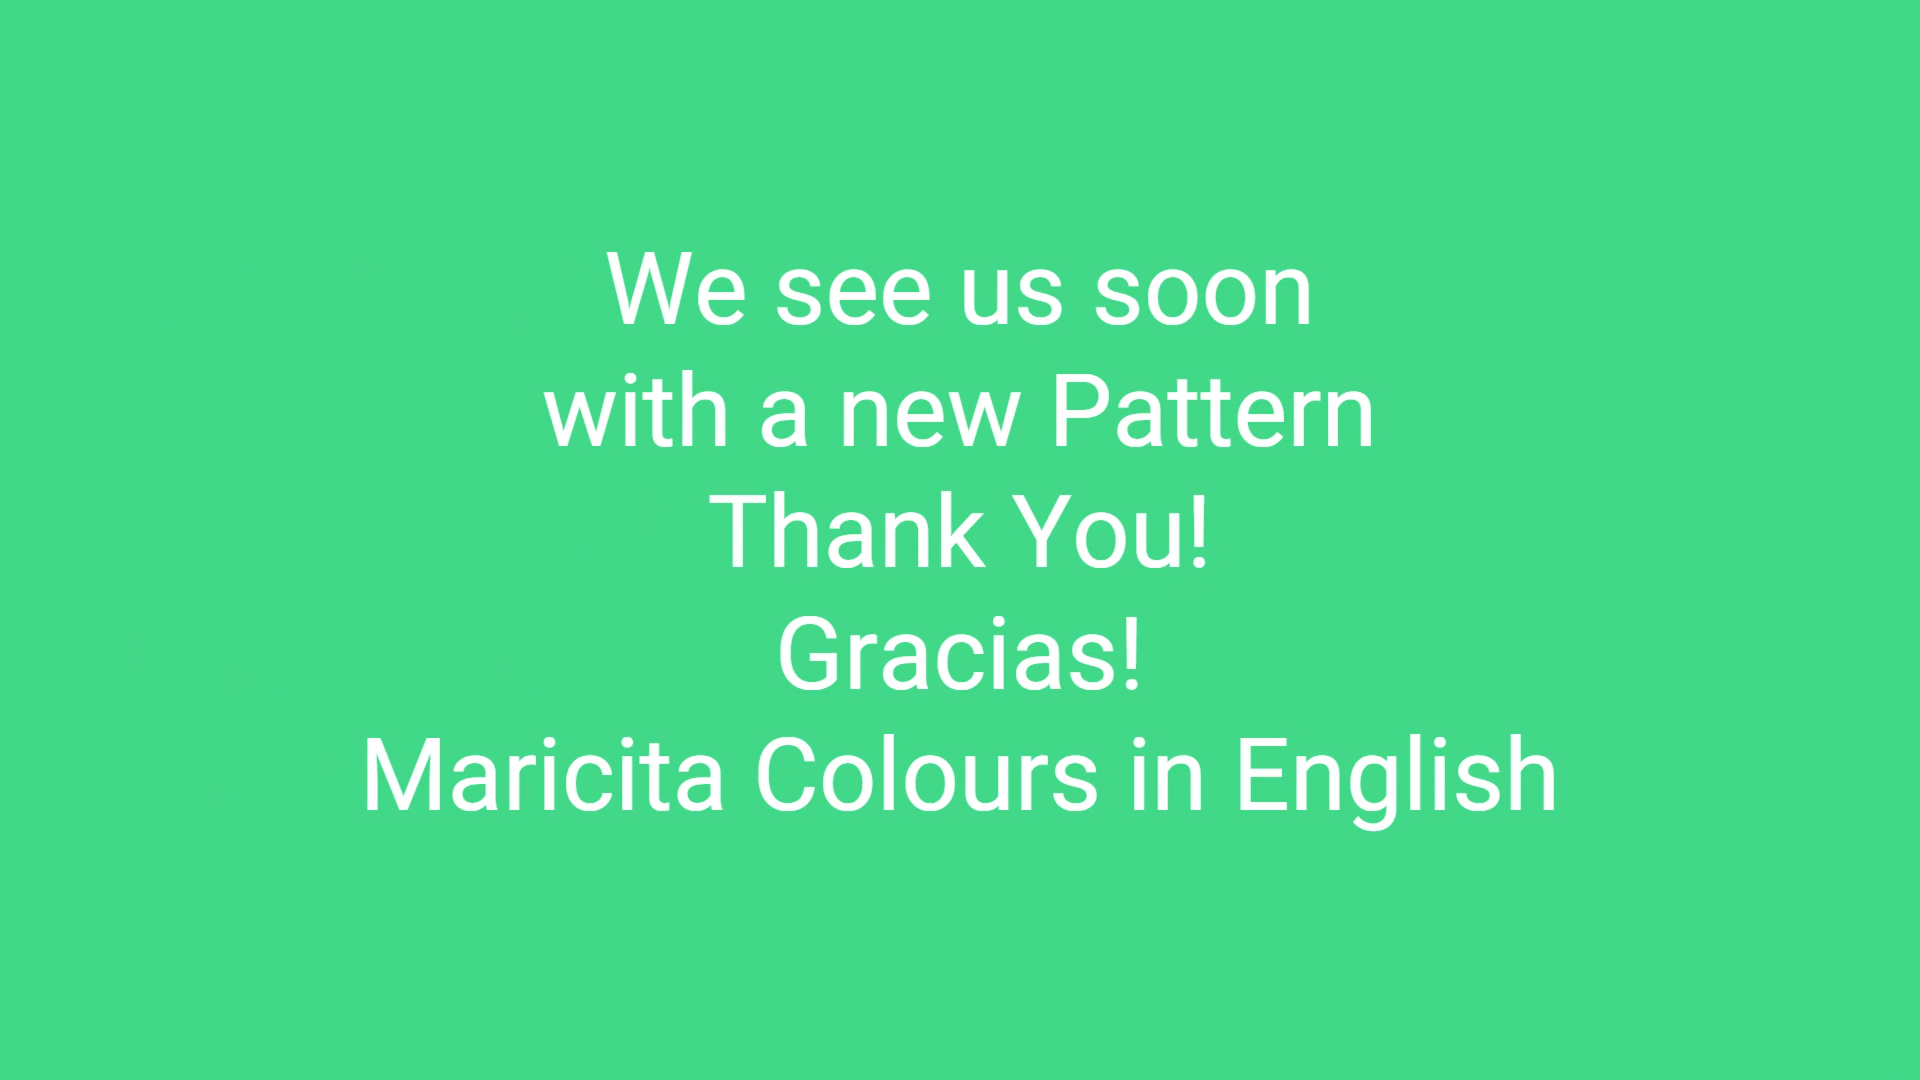 We see us soon
with a new Pattern
Thank You!
Gracias!
Maricita Colours in English